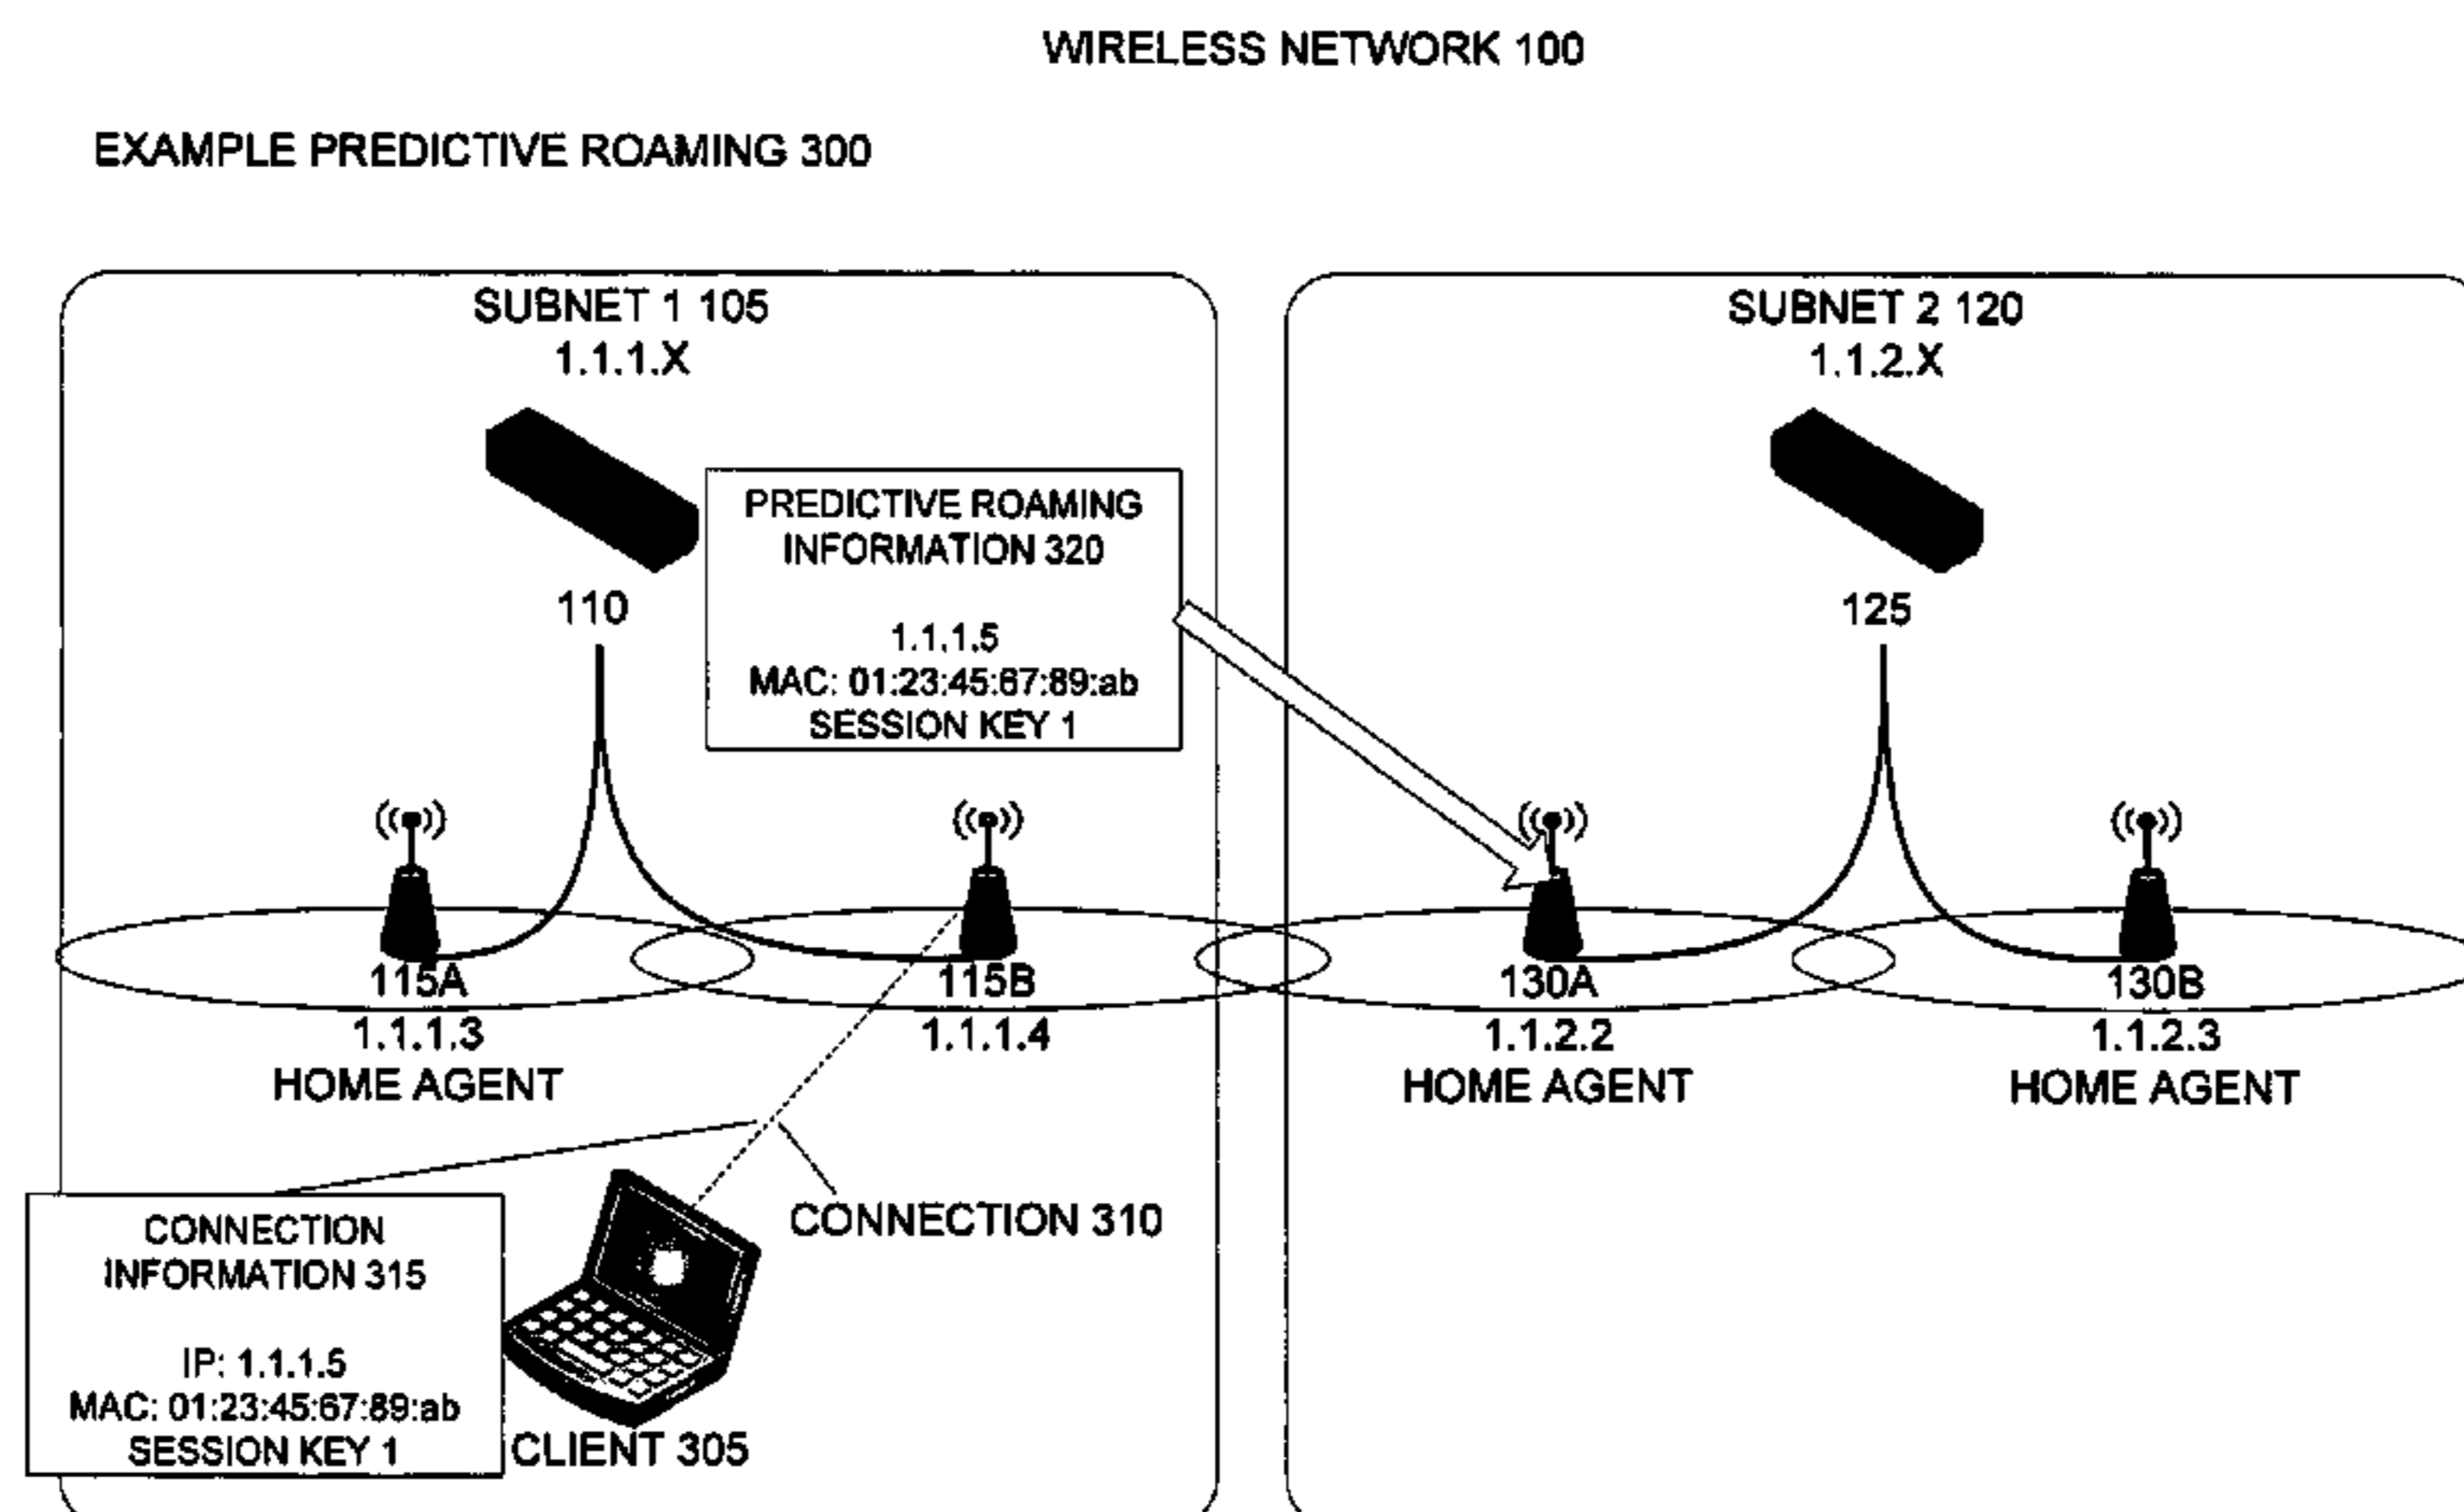 WIRELESS NETWORK 100
EXAMPLE PREDICTIVE ROAMING 300
SUBNET 1 105
1.1.1.X
SUBNET 2 120
1.1.2.X
PREDICTIVE ROAMING
INFORMATION 320
1.1.1.5
MAC: 01:23:45:67:89:ab
SESSION KEY 1
110
125
115A
1.1.1.3
HOME AGENT
115B
1.1.1.4
130A
1.1.2.2
HOME AGENT
130B
1.1.2.3
HOME AGENT
CONNECTION 310
CONNECTION
INFORMATION 315
IP: 1.1.1.5
MAC: 01:23:45:67:89:ab
SESSION KEY 1
CLIENT 305